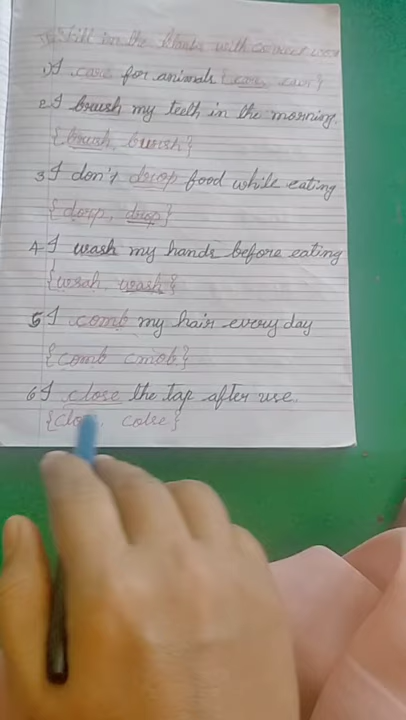 Fill in the blanks with correct word
1) I care for animals {care, caer}
2 I brush my teeth in the morning.
{brush, bursh}
3 I don't drop food while eating
{dorp, drop}
4 I wash my hands before eating
{wsah wash}
5 I comb my hair every day
{comb cmob}
6 I close the tap after use.
colse}